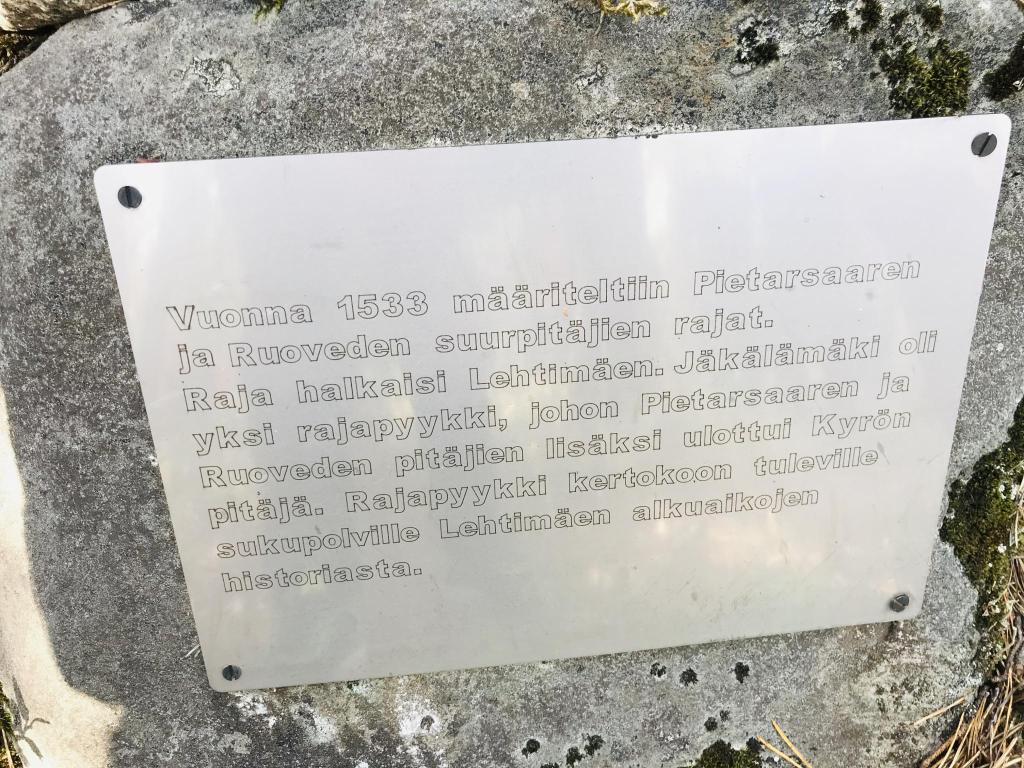 Vuonna 1533 määriteltiin Pietarsaaren
ja Ruoveden suurpitäjien rajat.
Raja halkaisi Lehtimäen. Jäkälämäki oli
yksi rajapyykki, johon Pietarsaaren ja
Ruoveden pitäjien lisäksi ulottui Kyrön
pitäjä. Rajapyykki kertokoon tuleville
sukupolville Lehtimäen alkuaikojen
historiasta.